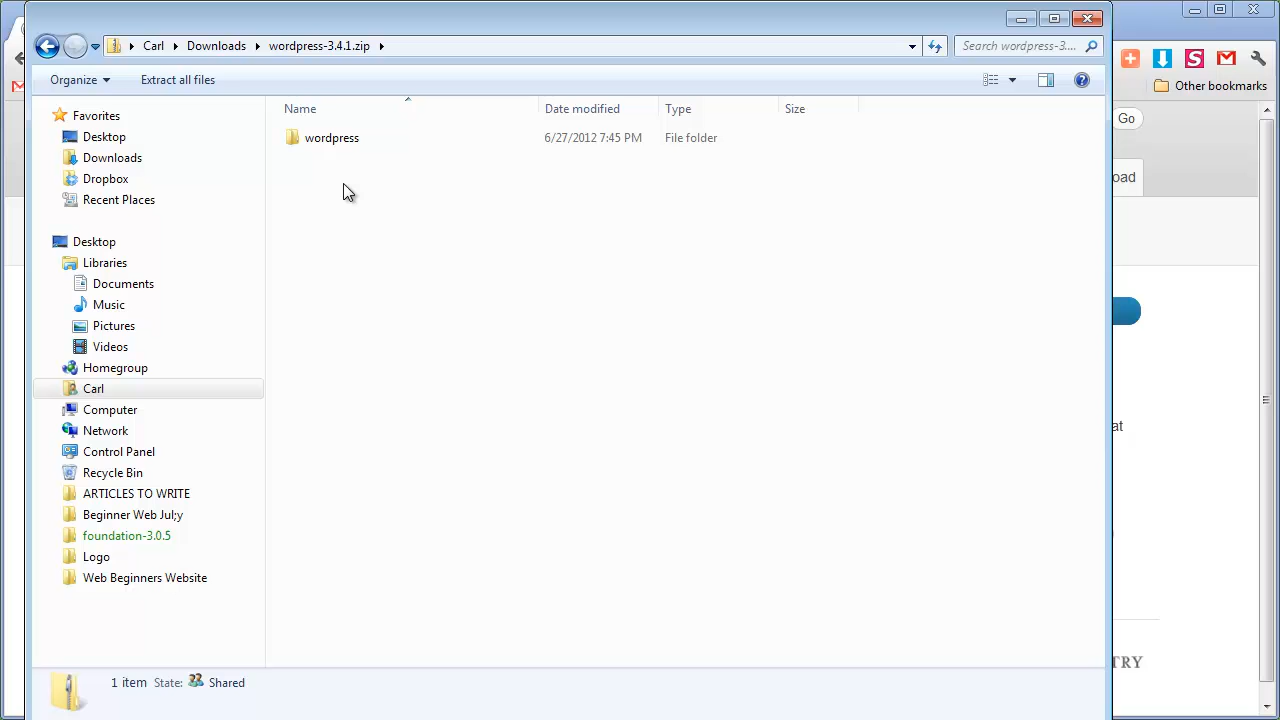 Carl Downloads wordpress-3.4.1.zip
Search wordpress-3....
Organize Extract all files
Other bookmarks
Name Date modified Type Size
Favorites
Go
Desktop
wordpress 6/27/2012 7:45 PM File folder
Downloads
Dropbox
oad
Recent Places
Desktop
Libraries
Documents
Music
Pictures
Videos
Homegroup
Carl
Computer
at
Network
Control Panel
Recycle Bin
ARTICLES TO WRITE
Beginner Web Jul;y
foundation-3.0.5
Logo
Web Beginners Website
TRY
1 item State: Shared